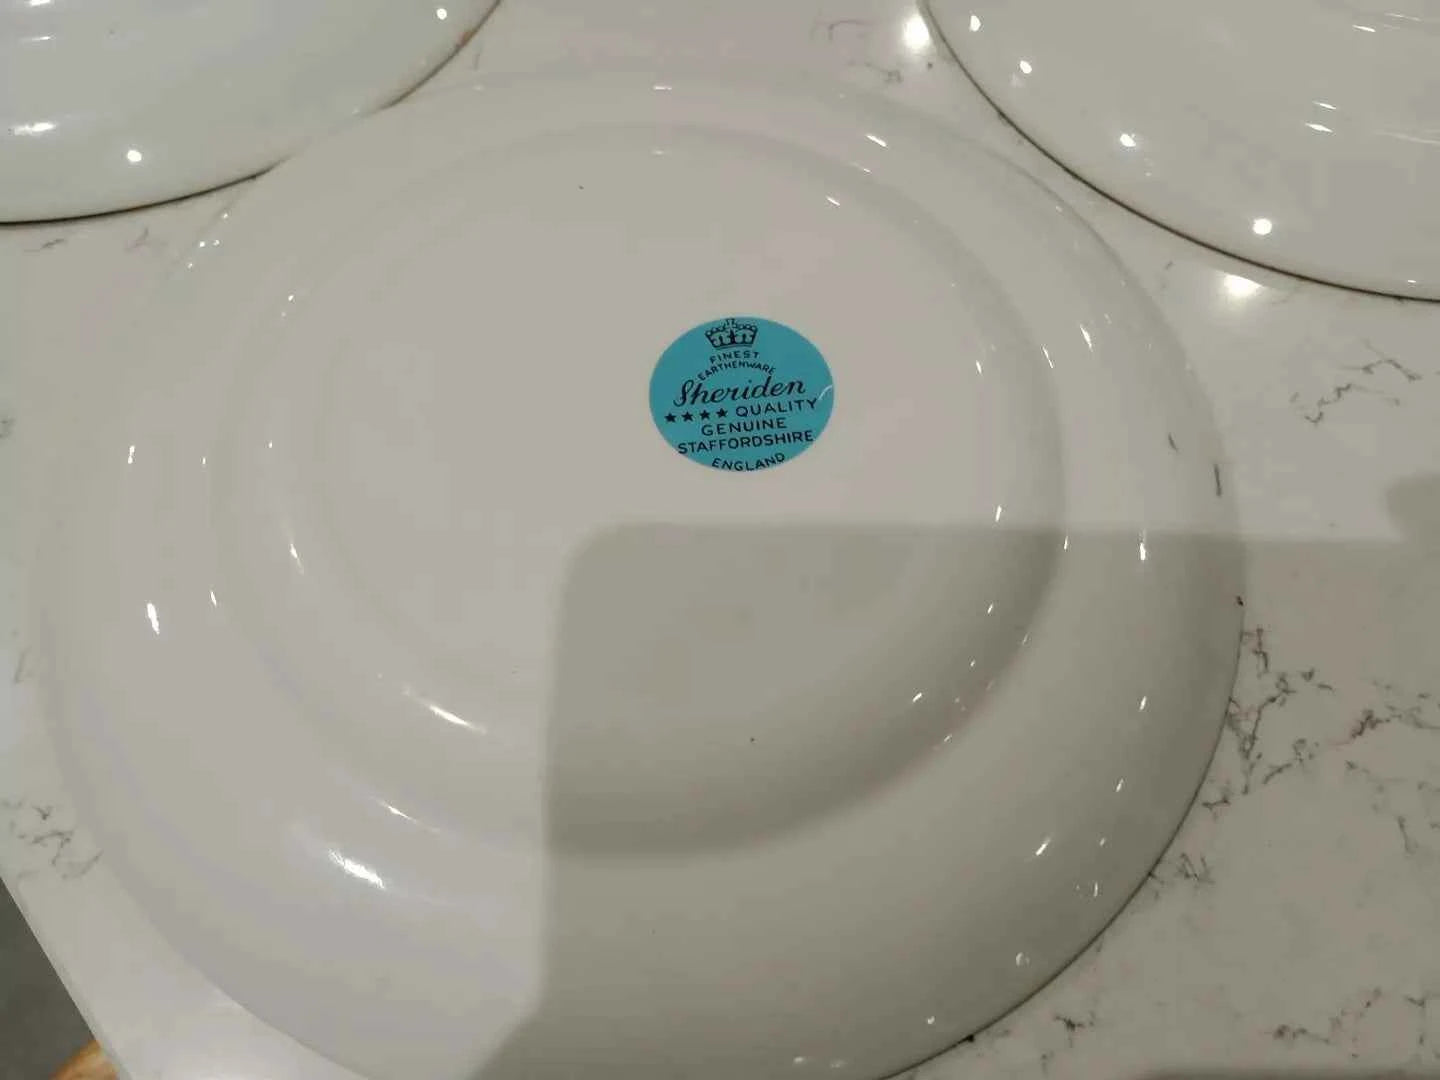 FINEST
EARTHENWARE
Sheriden
★★★★ QUALITY
GENUINE
STAFFORDSHIRE
ENGLAND